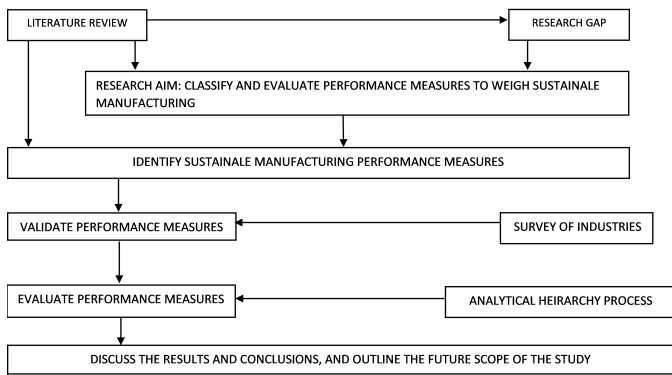 LITERATURE REVIEW
RESEARCH GAP
RESEARCH AIM: CLASSIFY AND EVALUATE PERFORMANCE MEASURES TO WEIGH SUSTAINALE
MANUFACTURING
IDENTIFY SUSTAINALE MANUFACTURING PERFORMANCE MEASURES
VALIDATE PERFORMANCE MEASURES
SURVEY OF INDUSTRIES
EVALUATE PERFORMANCE MEASURES
ANALYTICAL HEIRARCHY PROCESS
DISCUSS THE RESULTS AND CONCLUSIONS, AND OUTLINE THE FUTURE SCOPE OF THE STUDY